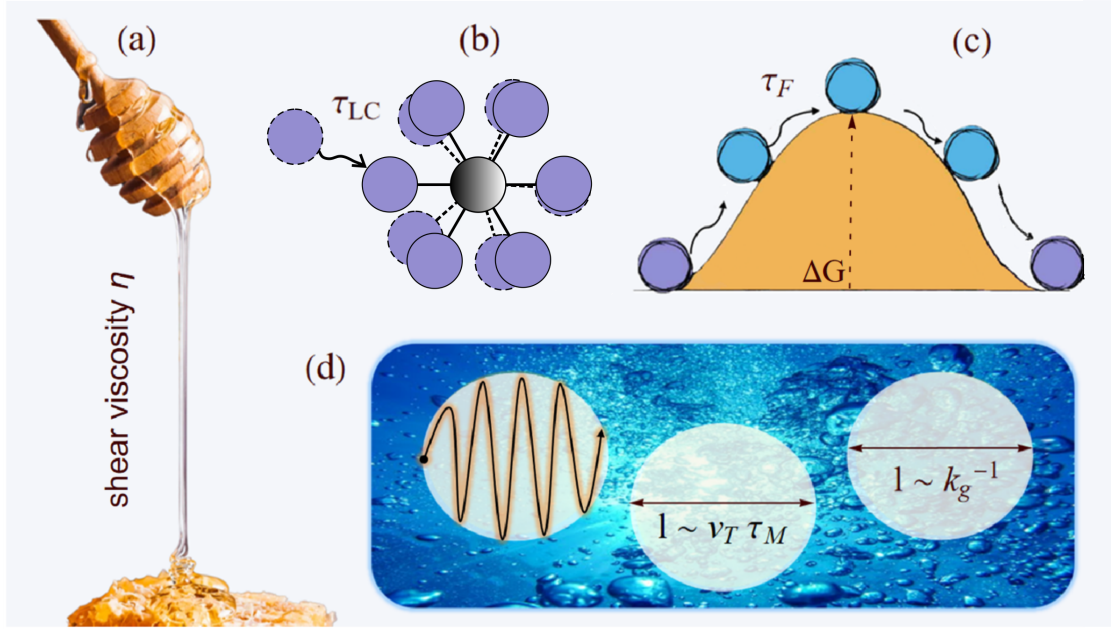 (a)
shear viscosity η
(b)
τ_LC
(c)
τ_F
ΔG
(d)
l ~ v_T τ_M
l ~ k_g^{-1}